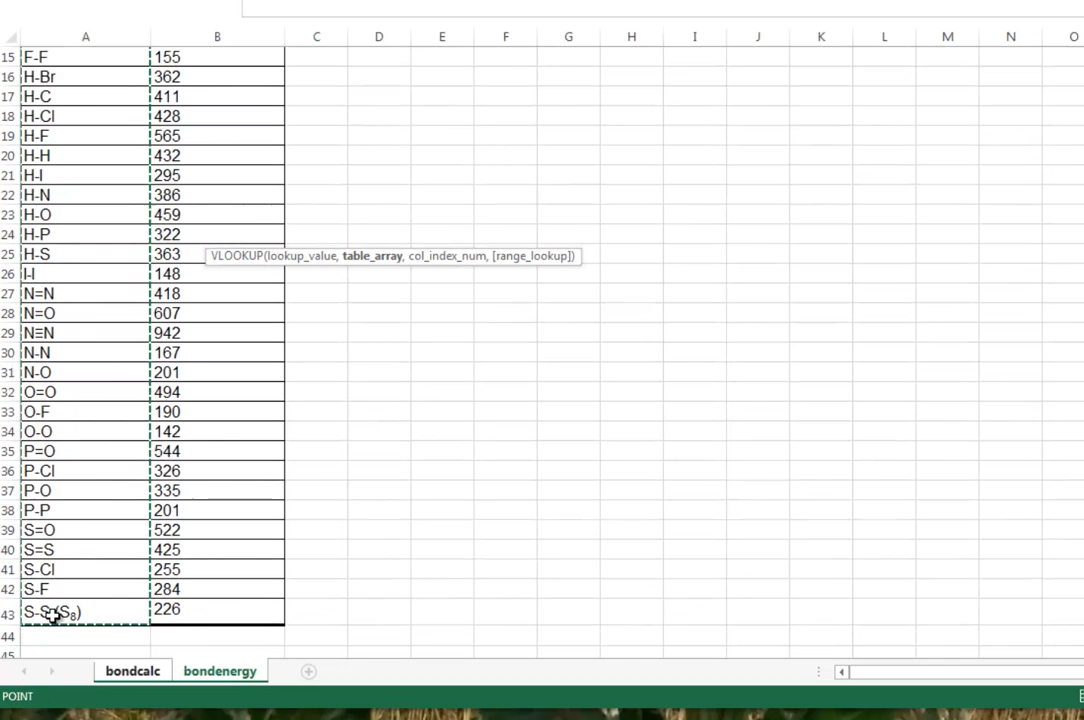 A B C D E F G H I J K L M N O
15 F-F 155
16 H-Br 362
17 H-C 411
18 H-Cl 428
19 H-F 565
20 H-H 432
21 H-I 295
22 H-N 386
23 H-O 459
24 H-P 322
25 H-S 363 VLOOKUP(lookup_value, table_array, col_index_num, [range_lookup])
26 I-I 148
27 N=N 418
28 N=O 607
29 N≡N 942
30 N-N 167
31 N-O 201
32 O=O 494
33 O-F 190
34 O-O 142
35 P=O 544
36 P-Cl 326
37 P-O 335
38 P-P 201
39 S=O 522
40 S=S 425
41 S-Cl 255
42 S-F 284
43 S-S (S₈) 226
44
45
bondcalc bondenergy
POINT